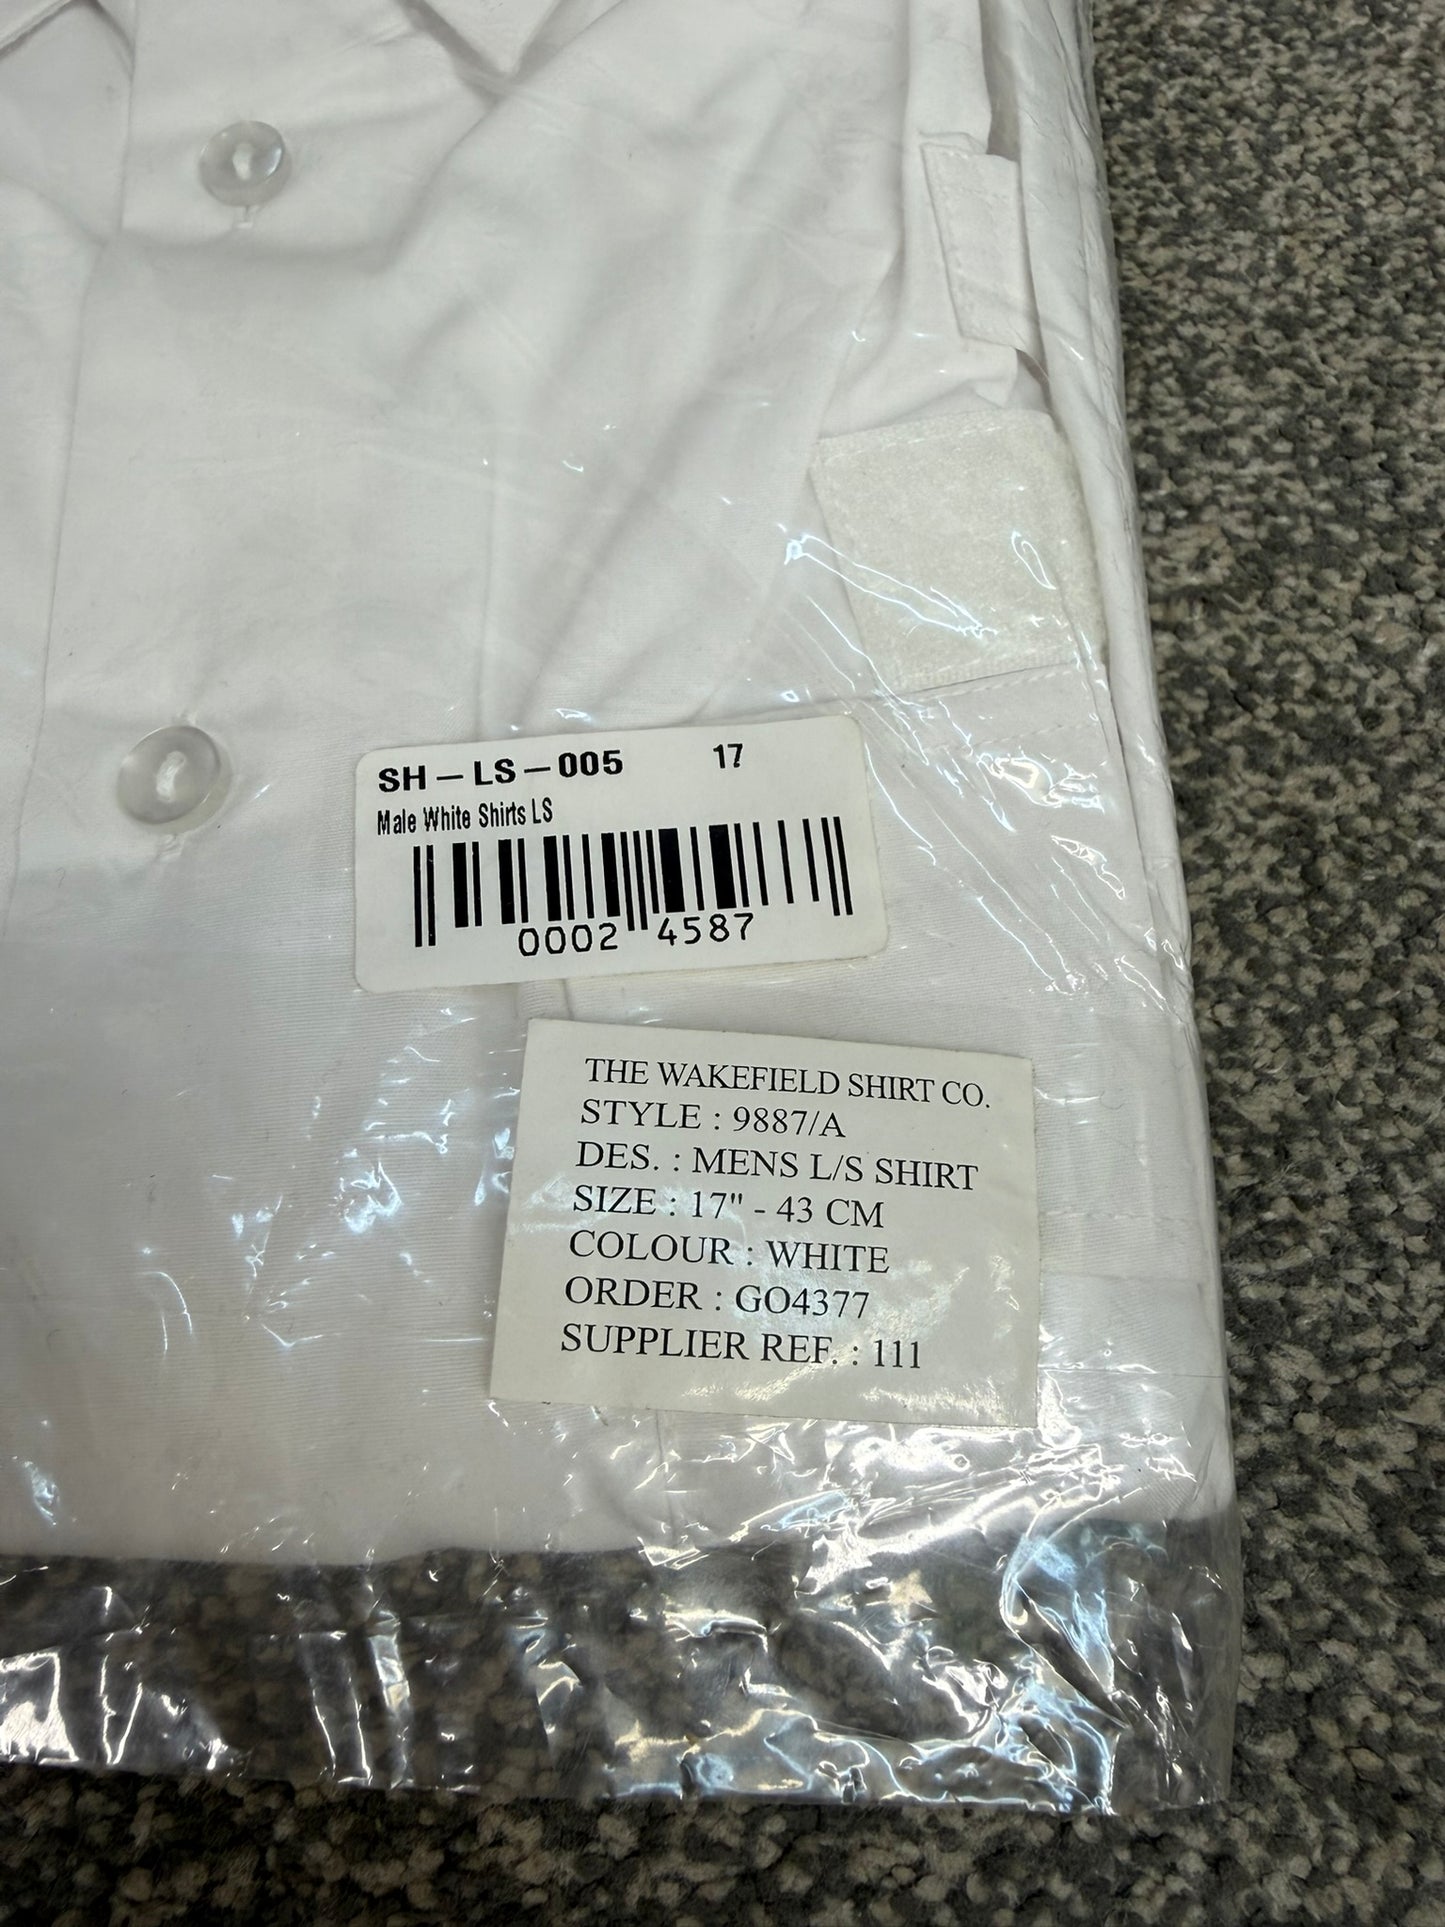 SH-LS-005 17
Male White Shirts LS
0002 4587
THE WAKEFIELD SHIRT CO.
STYLE : 9887/A
DES. : MENS L/S SHIRT
SIZE : 17" - 43 CM
COLOUR : WHITE
ORDER : GO4377
SUPPLIER REF. : 111